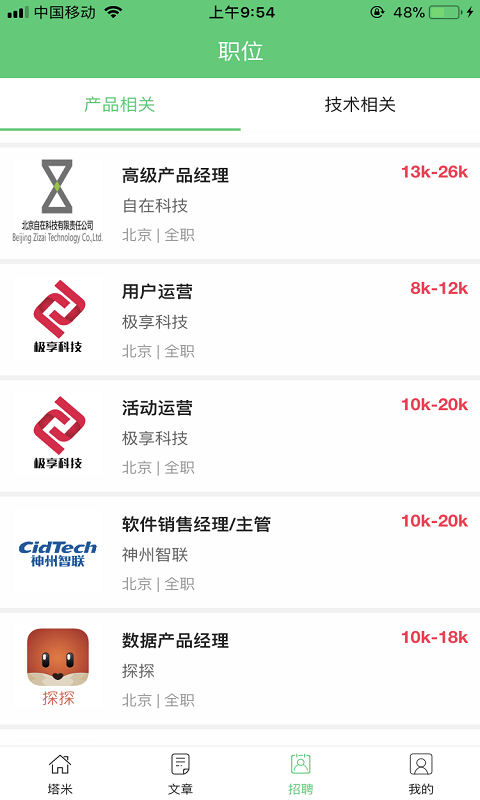 中国移动
上午9:54
48%
职位
产品相关
技术相关
北京自在科技有限责任公司
Beijing Zizai Technology Co.,Ltd.
高级产品经理
13k-26k
自在科技
北京 | 全职
极享科技
用户运营
8k-12k
极享科技
北京 | 全职
极享科技
活动运营
10k-20k
极享科技
北京 | 全职
CidTech
神州智联
软件销售经理/主管
10k-20k
神州智联
北京 | 全职
探探
数据产品经理
10k-18k
探探
北京 | 全职
塔米
文章
招聘
我的